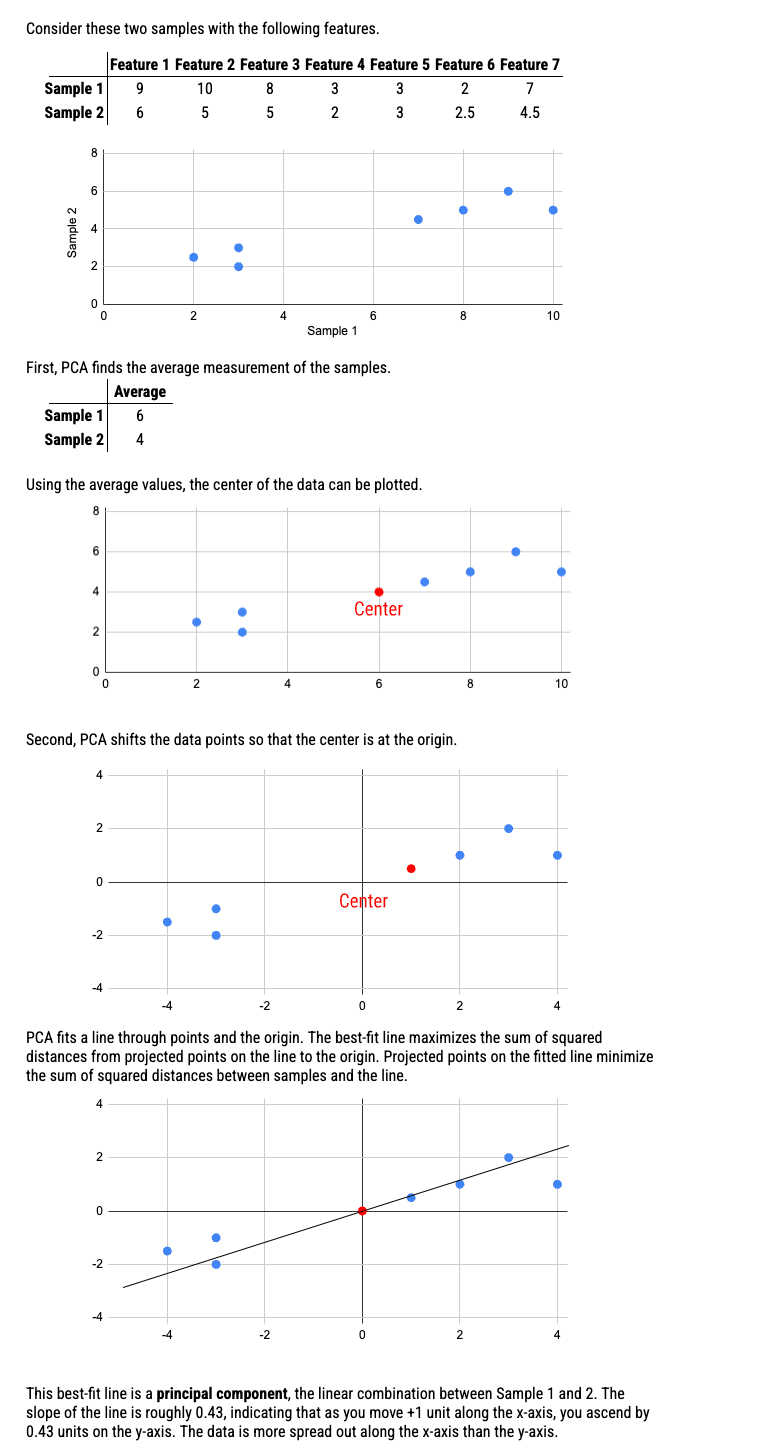 Consider these two samples with the following features.
Feature 1 Feature 2 Feature 3 Feature 4 Feature 5 Feature 6 Feature 7
Sample 1 9 10 8 3 3 2 7
Sample 2 6 5 5 2 3 2.5 4.5
8
6
4
2
0
Sample 2
0 2 4 6 8 10
Sample 1
First, PCA finds the average measurement of the samples.
Average
Sample 1 6
Sample 2 4
Using the average values, the center of the data can be plotted.
8
6
4
Center
2
0
0 2 4 6 8 10
Second, PCA shifts the data points so that the center is at the origin.
4
2
0
Center
-2
-4
-4 -2 0 2 4
PCA fits a line through points and the origin. The best-fit line maximizes the sum of squared
distances from projected points on the line to the origin. Projected points on the fitted line minimize
the sum of squared distances between samples and the line.
4
2
0
-2
-4
-4 -2 0 2 4
This best-fit line is a principal component, the linear combination between Sample 1 and 2. The
slope of the line is roughly 0.43, indicating that as you move +1 unit along the x-axis, you ascend by
0.43 units on the y-axis. The data is more spread out along the x-axis than the y-axis.